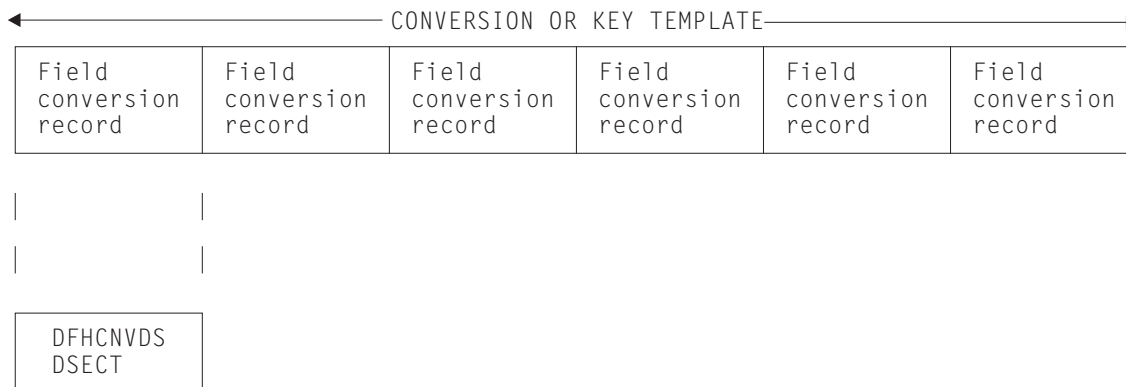 CONVERSION OR KEY TEMPLATE
Field conversion record
Field conversion record
Field conversion record
Field conversion record
Field conversion record
Field conversion record
DFHCNVDS
DSECT